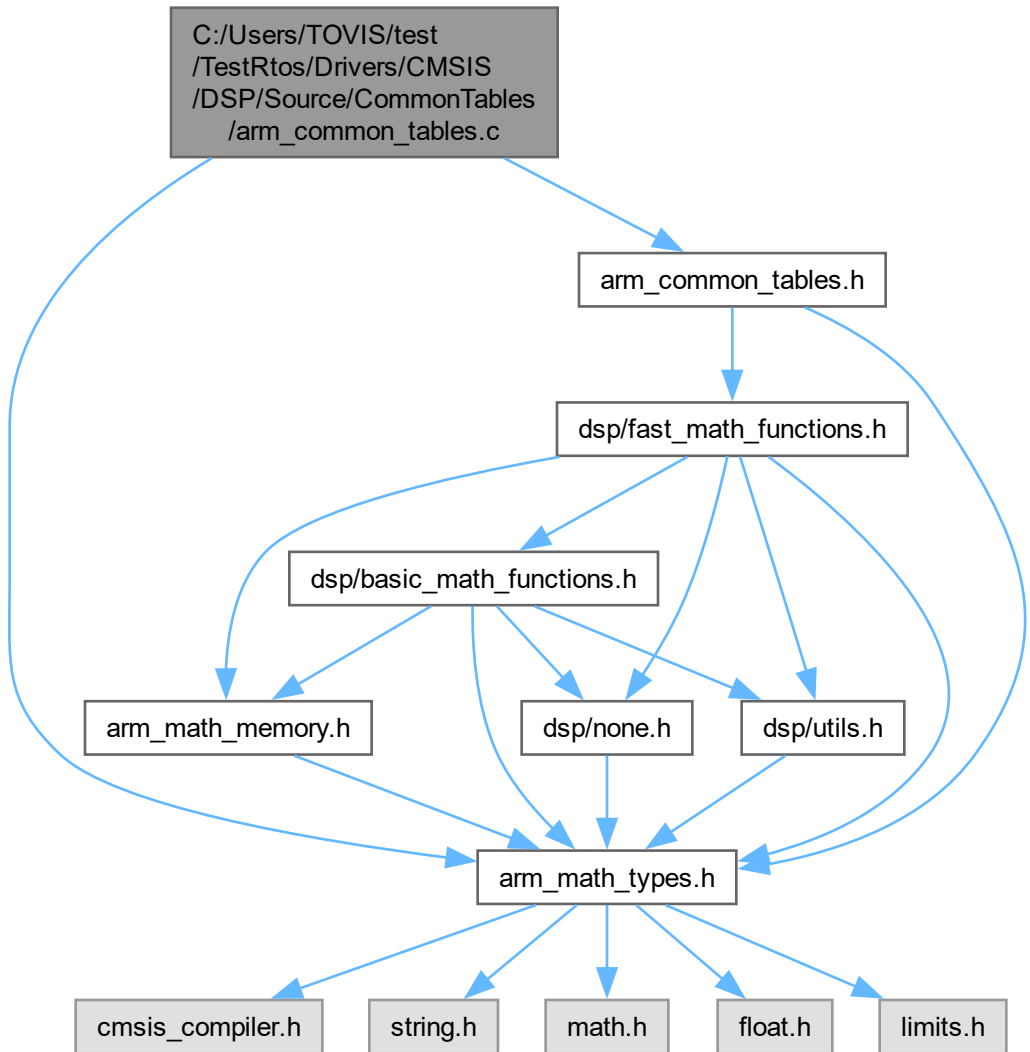 C:/Users/TOVIS/test
/TestRtos/Drivers/CMSIS
/DSP/Source/CommonTables
/arm_common_tables.c
arm_common_tables.h
dsp/fast_math_functions.h
dsp/basic_math_functions.h
arm_math_memory.h
dsp/none.h
dsp/utils.h
arm_math_types.h
cmsis_compiler.h
string.h
math.h
float.h
limits.h